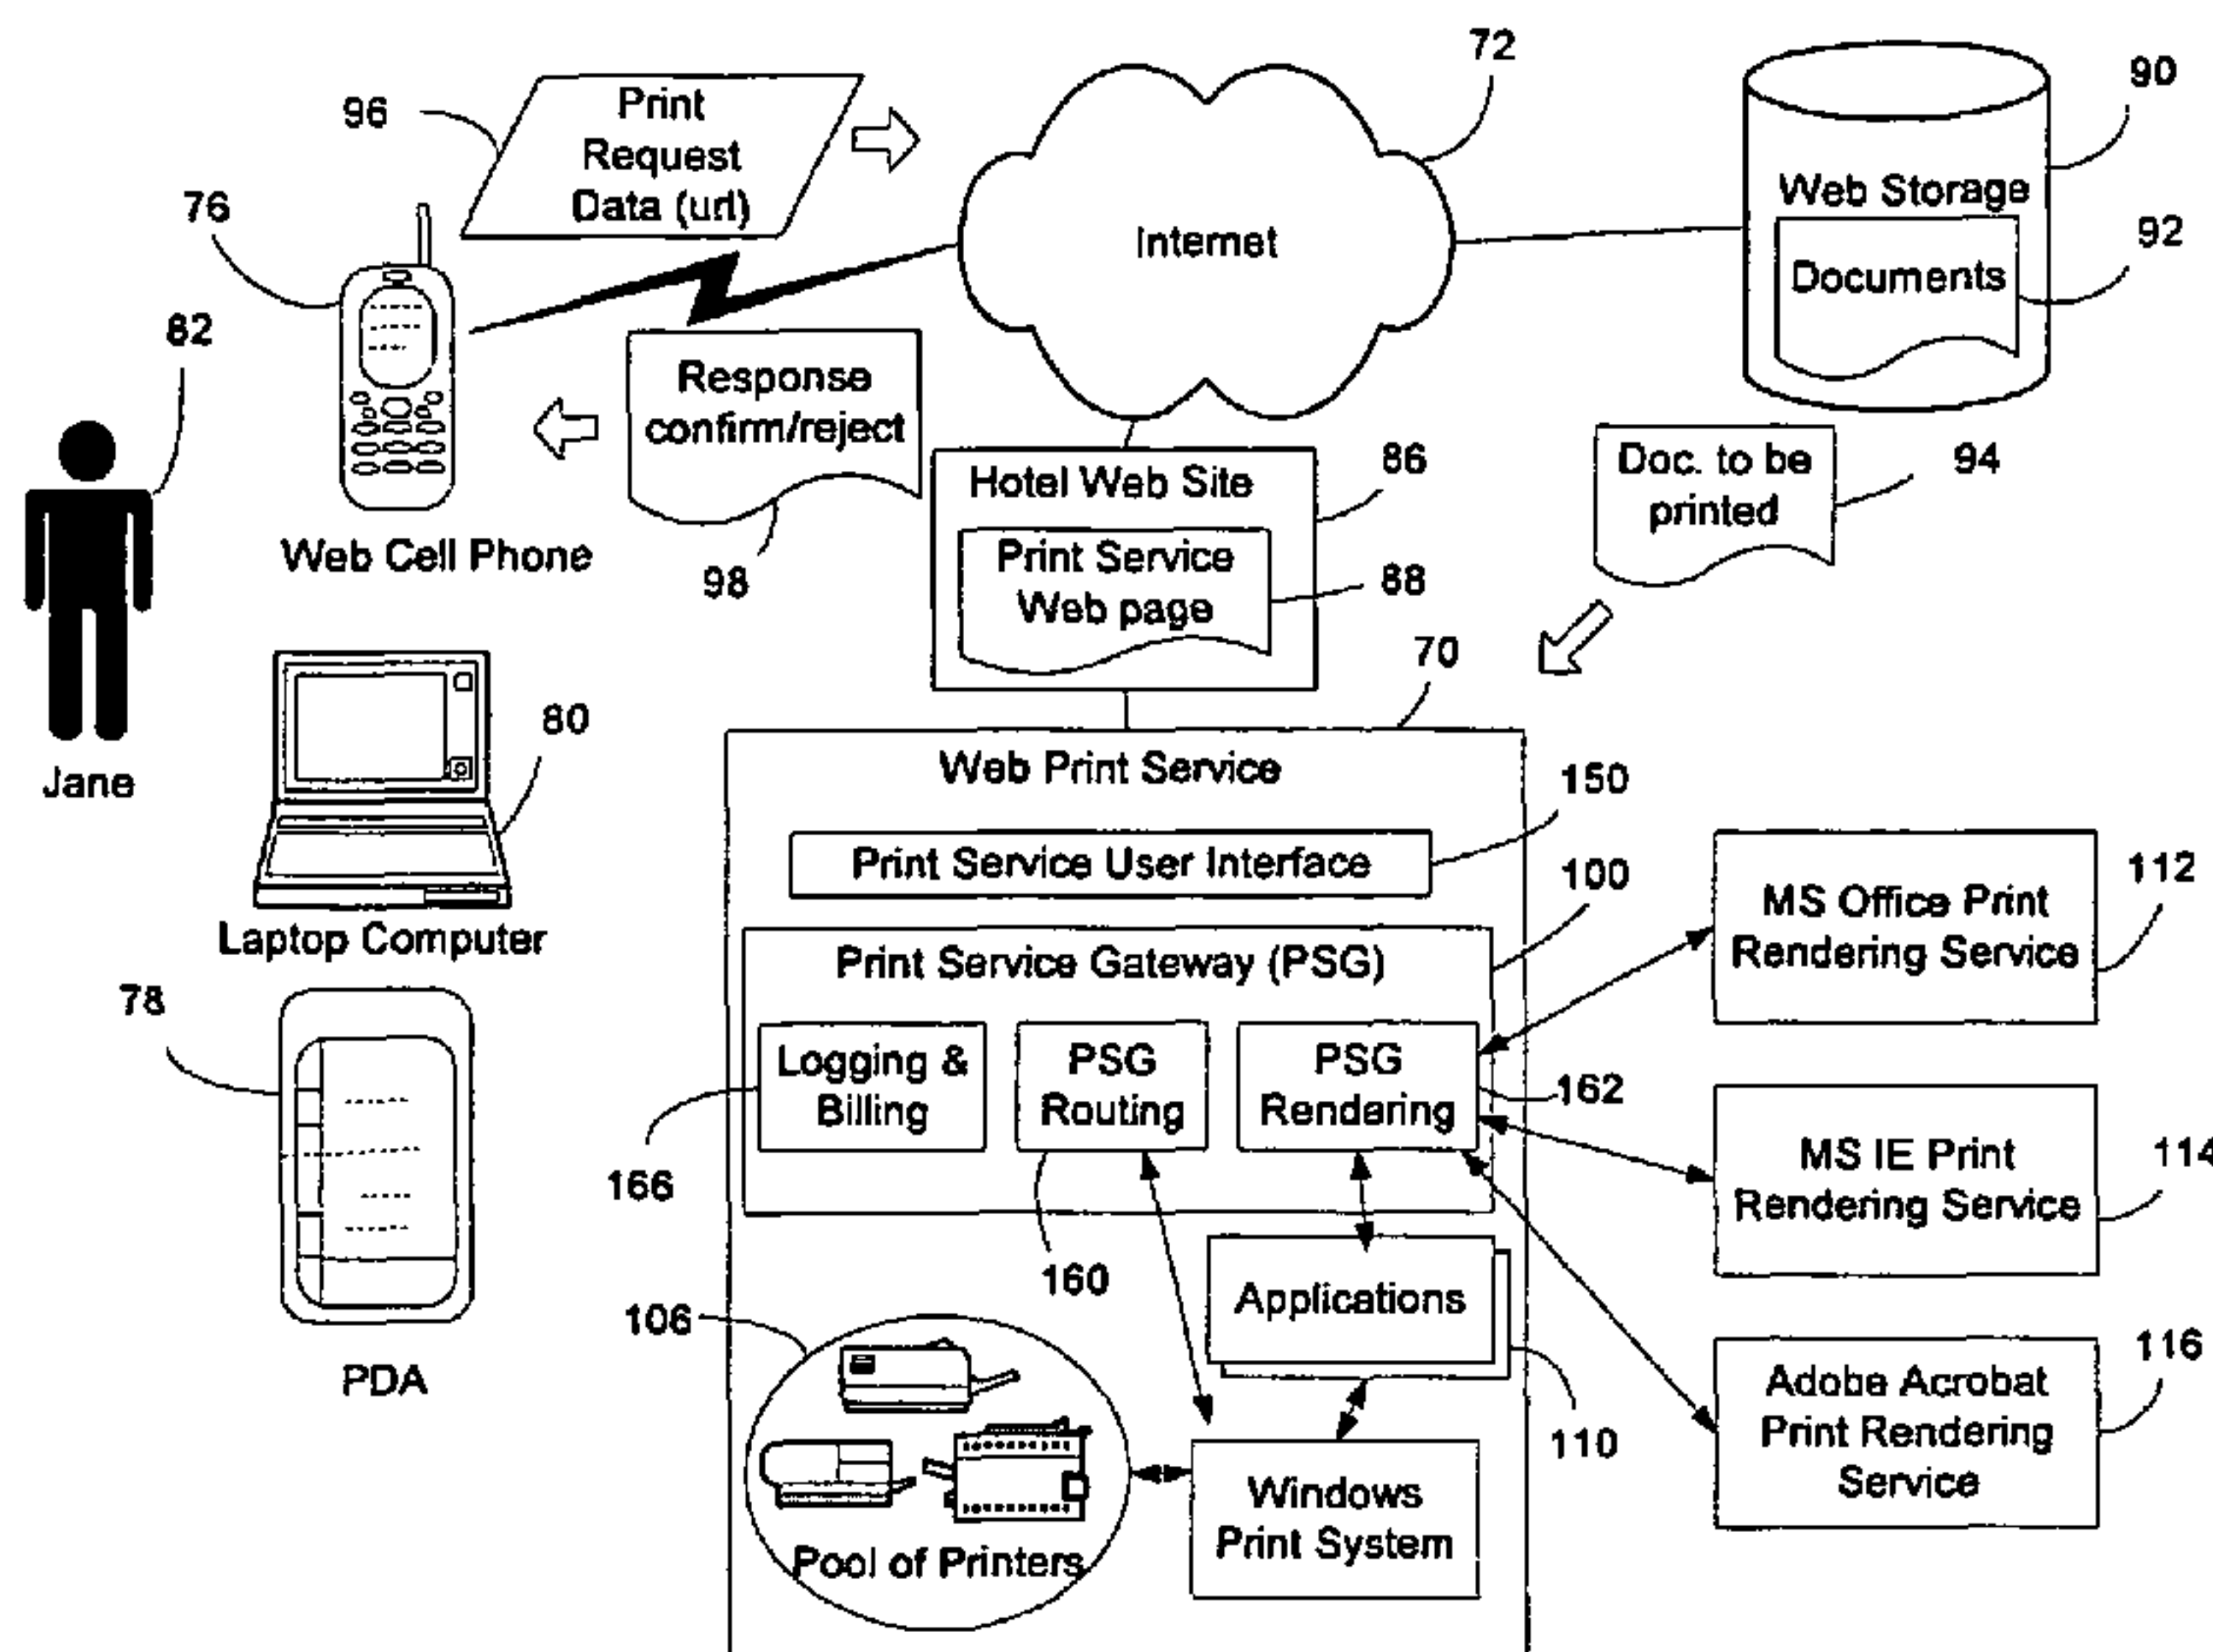 72
90
96
Print
Request
Data (url)
76
Web Storage
92
Internet
Documents
82
Response
confirm/reject
86
Doc. to be
printed
94
Hotel Web Site
Web Cell Phone
98
Print Service
Web page
88
70
80
Jane
Web Print Service
150
Print Service User Interface
100
112
MS Office Print
Rendering Service
Laptop Computer
Print Service Gateway (PSG)
78
Logging &
Billing
PSG
Routing
PSG
Rendering
162
166
MS IE Print
Rendering Service
114
160
Applications
106
116
PDA
Adobe Acrobat
Print Rendering
Service
110
Windows
Print System
Pool of Printers